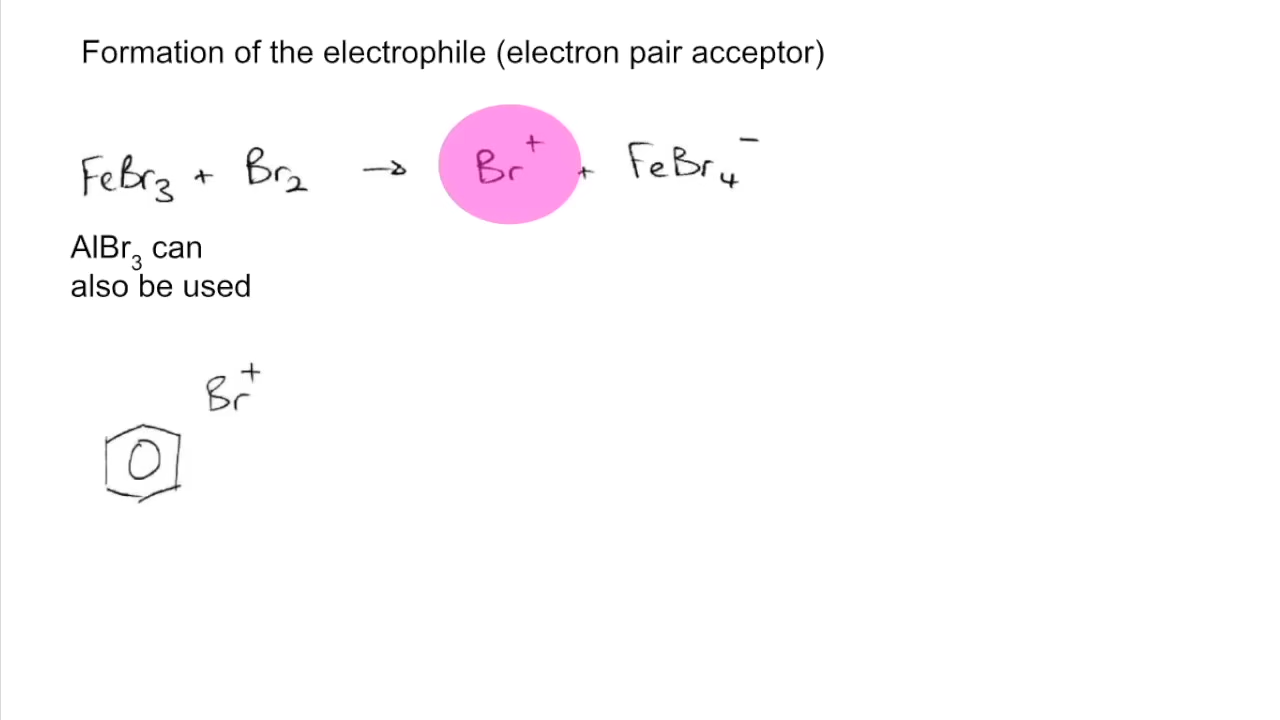 Formation of the electrophile (electron pair acceptor)
FeBr₃ + Br₂ → Br⁺ + FeBr₄⁻
AlBr₃ can
also be used
Br⁺